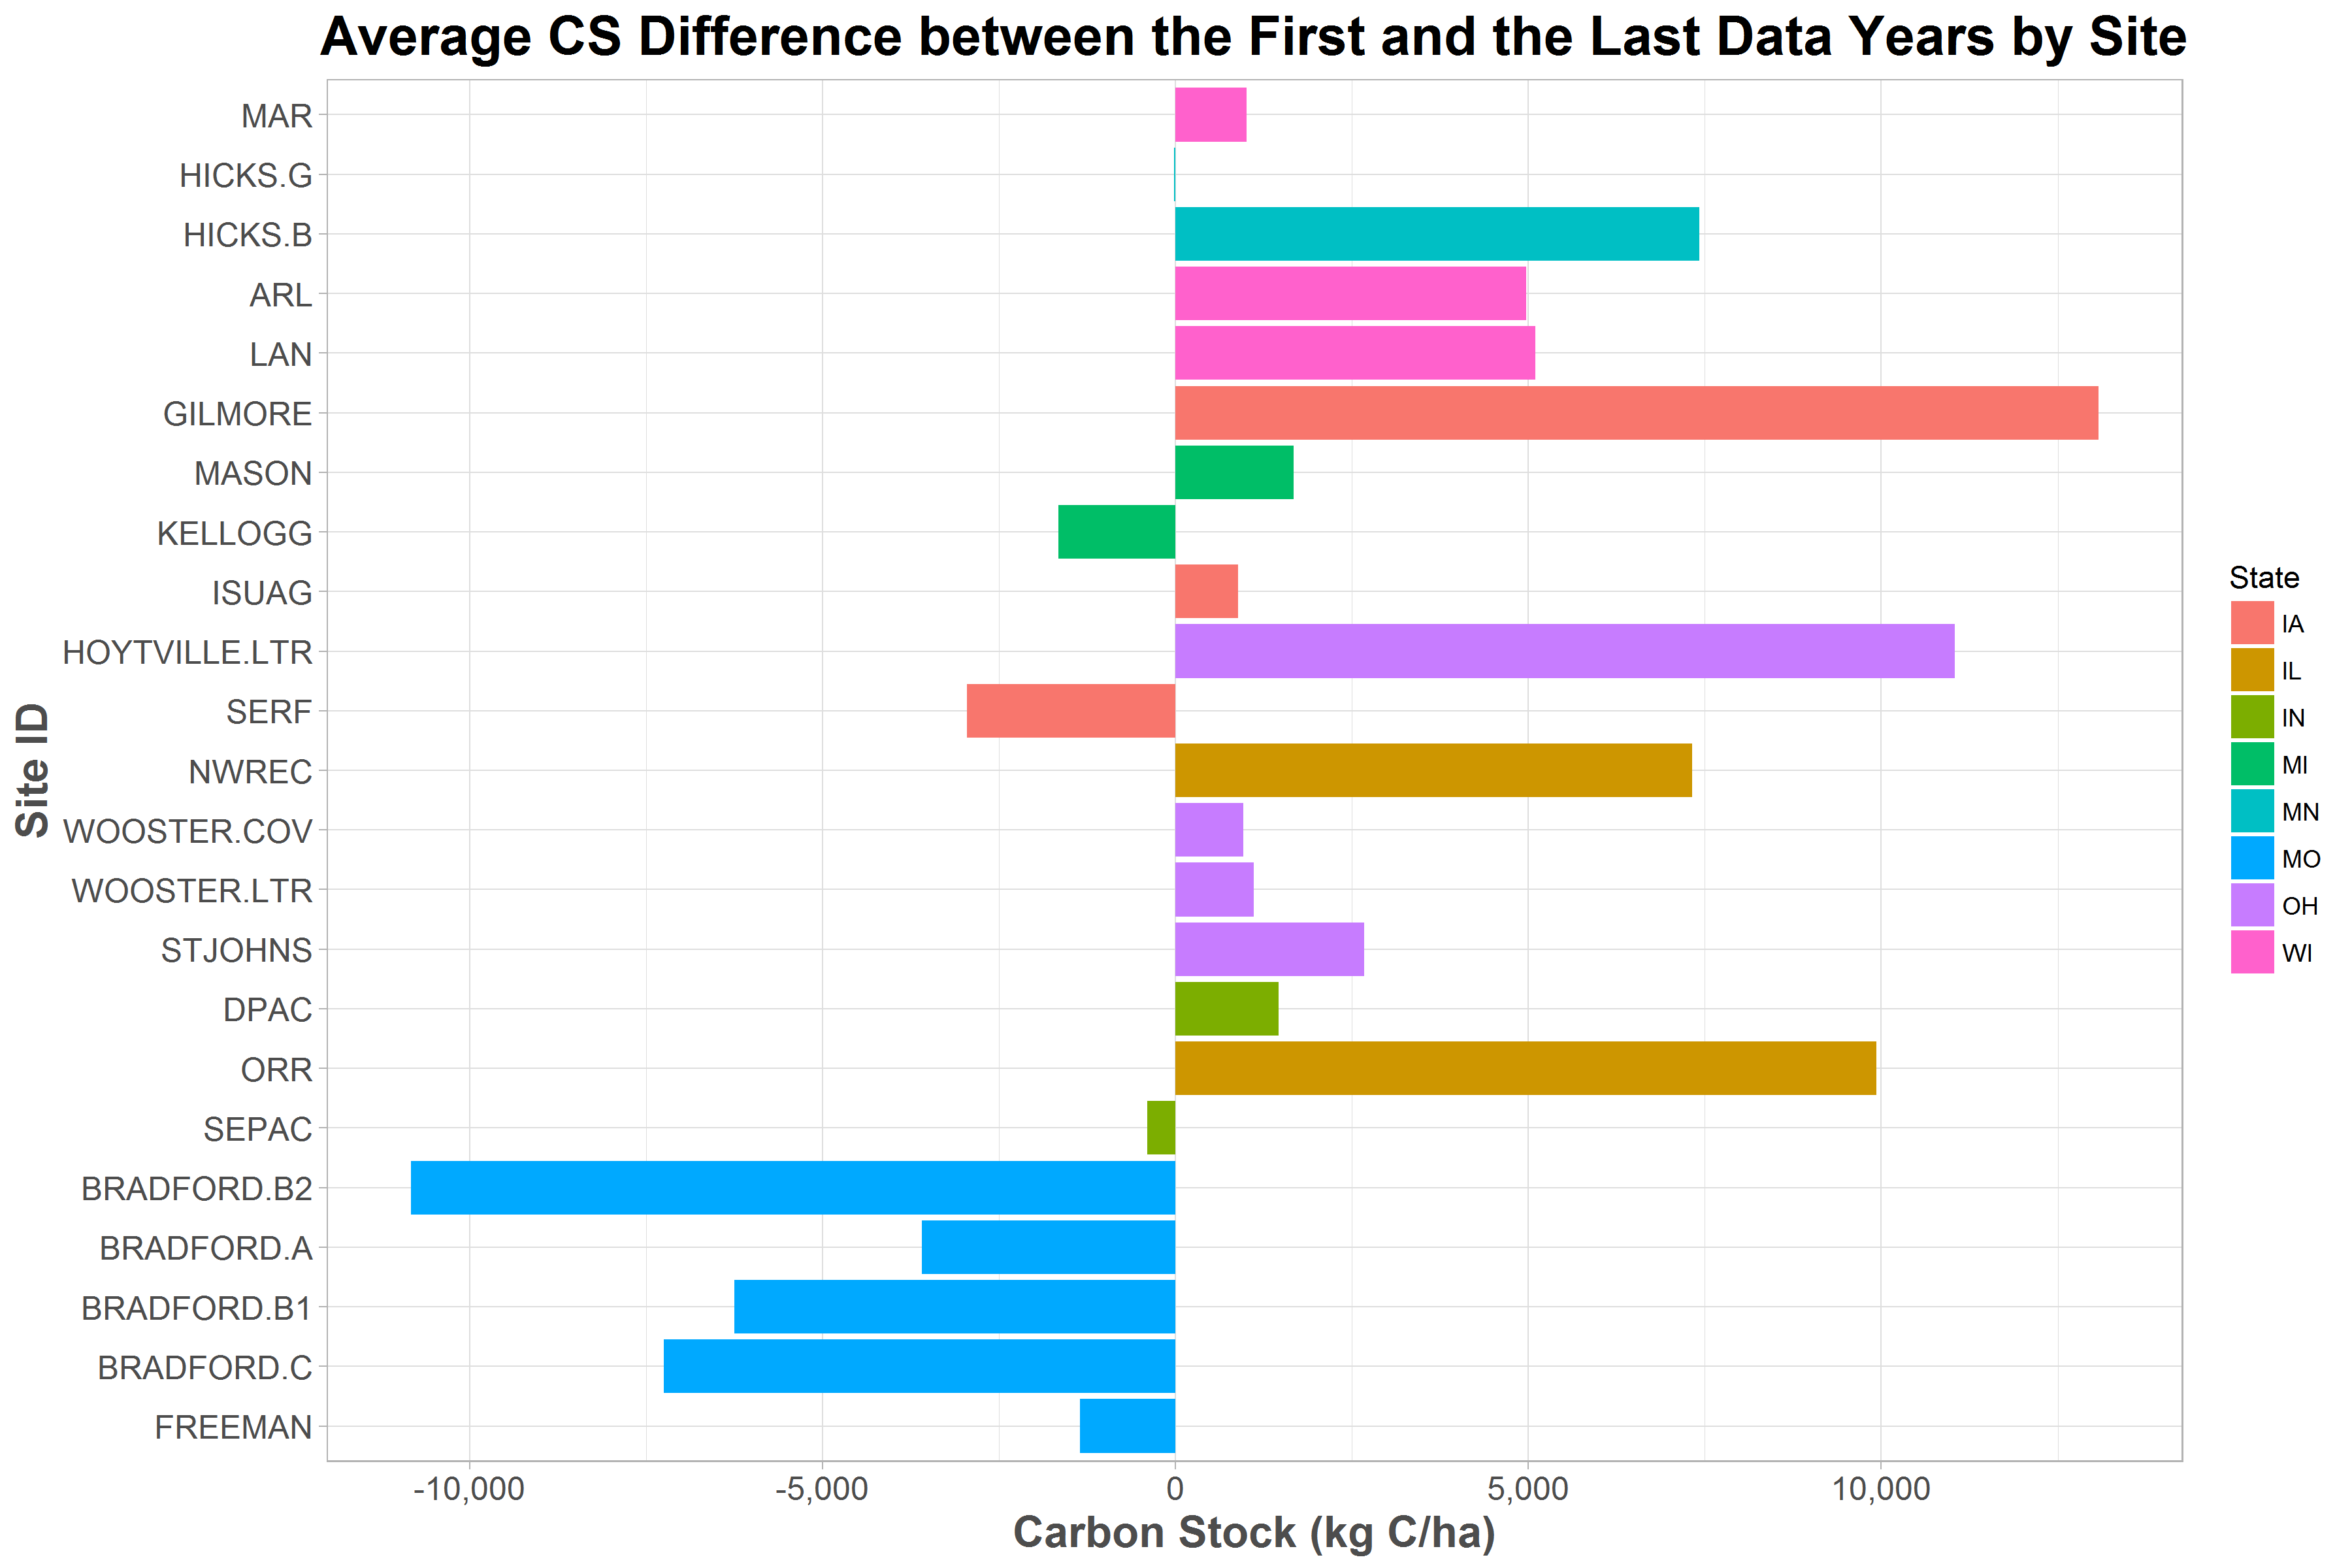 Average CS Difference between the First and the Last Data Years by Site
Site ID
MAR
HICKS.G
HICKS.B
ARL
LAN
GILMORE
MASON
KELLOGG
ISUAG
HOYTVILLE.LTR
SERF
NWREC
WOOSTER.COV
WOOSTER.LTR
STJOHNS
DPAC
ORR
SEPAC
BRADFORD.B2
BRADFORD.A
BRADFORD.B1
BRADFORD.C
FREEMAN
-10,000 -5,000 0 5,000 10,000
Carbon Stock (kg C/ha)
State
IA
IL
IN
MI
MN
MO
OH
WI